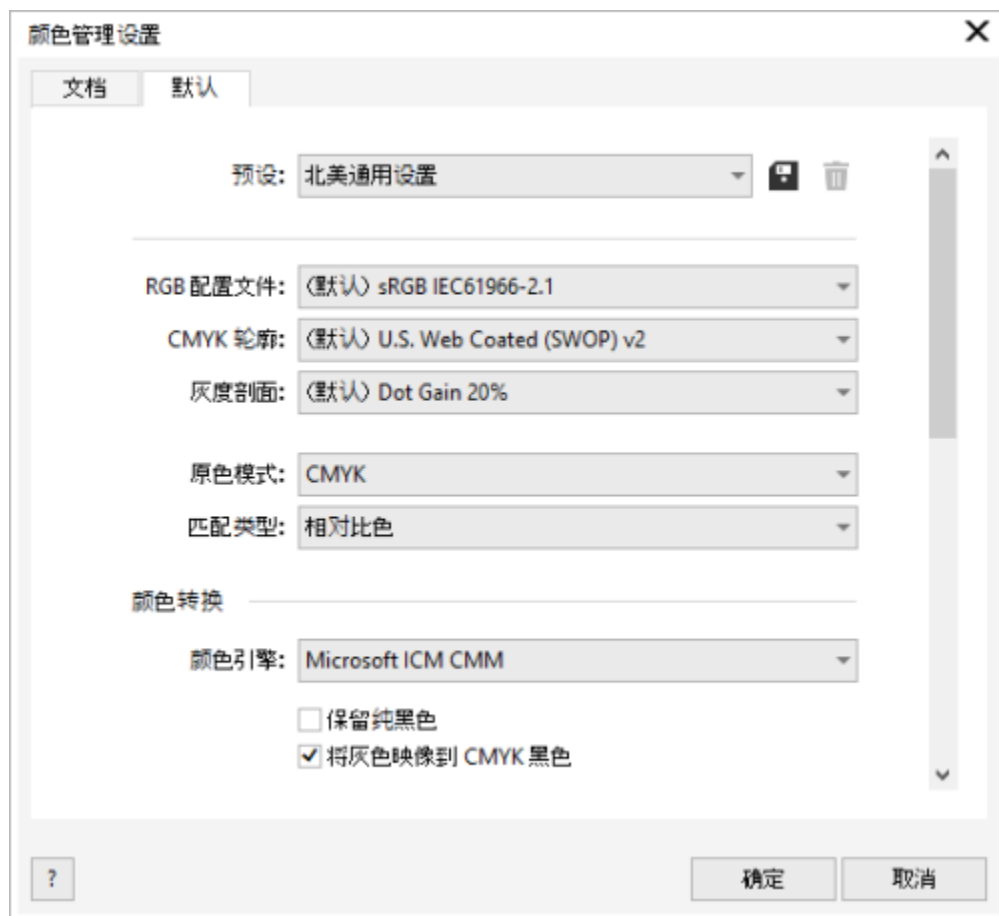 颜色管理设置
文档 默认
预设: 北美通用设置
RGB 配置文件: (默认) sRGB IEC61966-2.1
CMYK 轮廓: (默认) U.S. Web Coated (SWOP) v2
灰度剖面: (默认) Dot Gain 20%
原色模式: CMYK
匹配类型: 相对比色
颜色转换
颜色引擎: Microsoft ICM CMM
保留纯黑色
将灰色映像到 CMYK 黑色
? 确定 取消